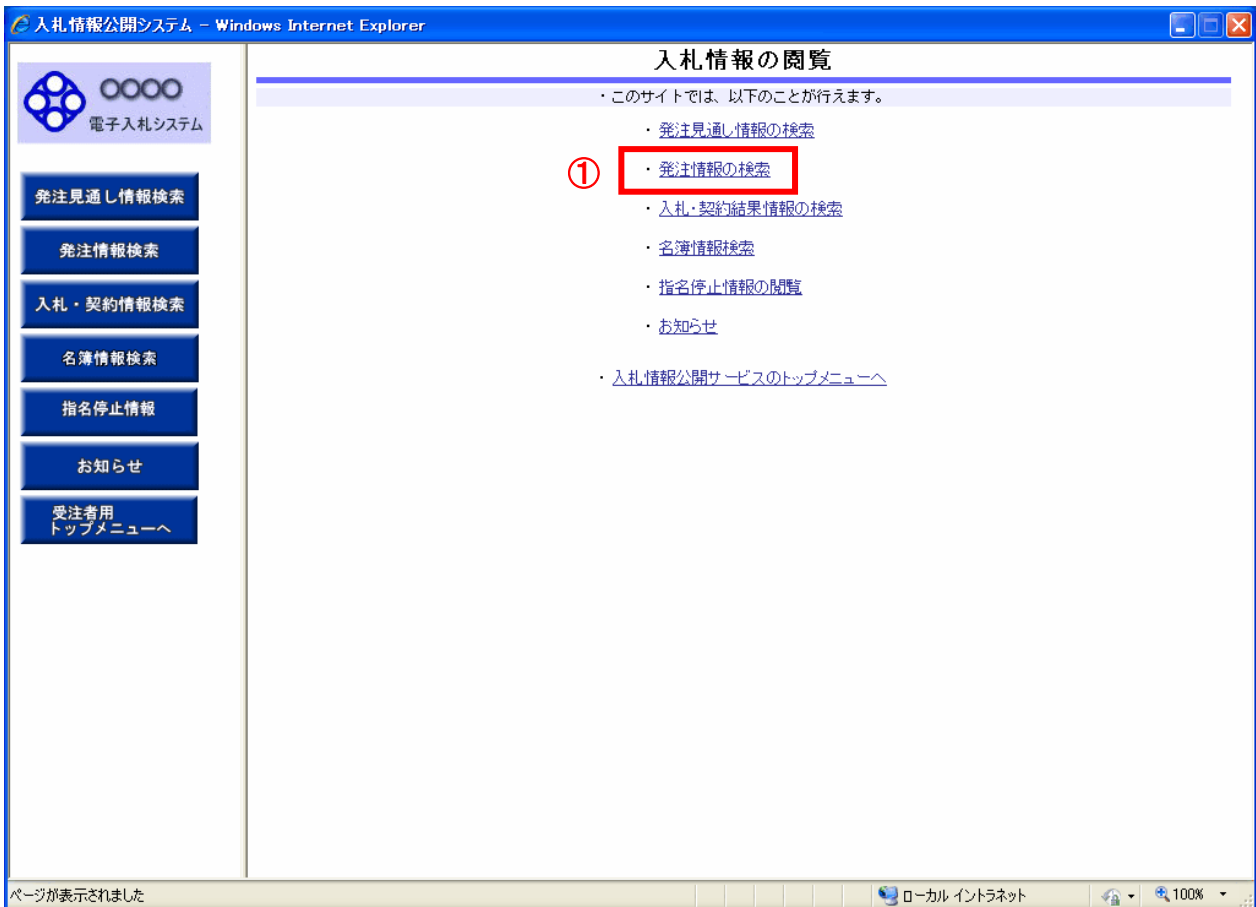 入札情報公開システム - Windows Internet Explorer
○○○○
電子入札システム
発注見通し情報検索
発注情報検索
入札・契約情報検索
名簿情報検索
指名停止情報
お知らせ
受注者用
トップメニューへ
入札情報の閲覧
・このサイトでは、以下のことが行えます。
・発注見通し情報の検索
①
・発注情報の検索
・入札・契約結果情報の検索
・名簿情報検索
・指名停止情報の閲覧
・お知らせ
・入札情報公開サービスのトップメニューへ
ページが表示されました
ローカル イントラネット
100%